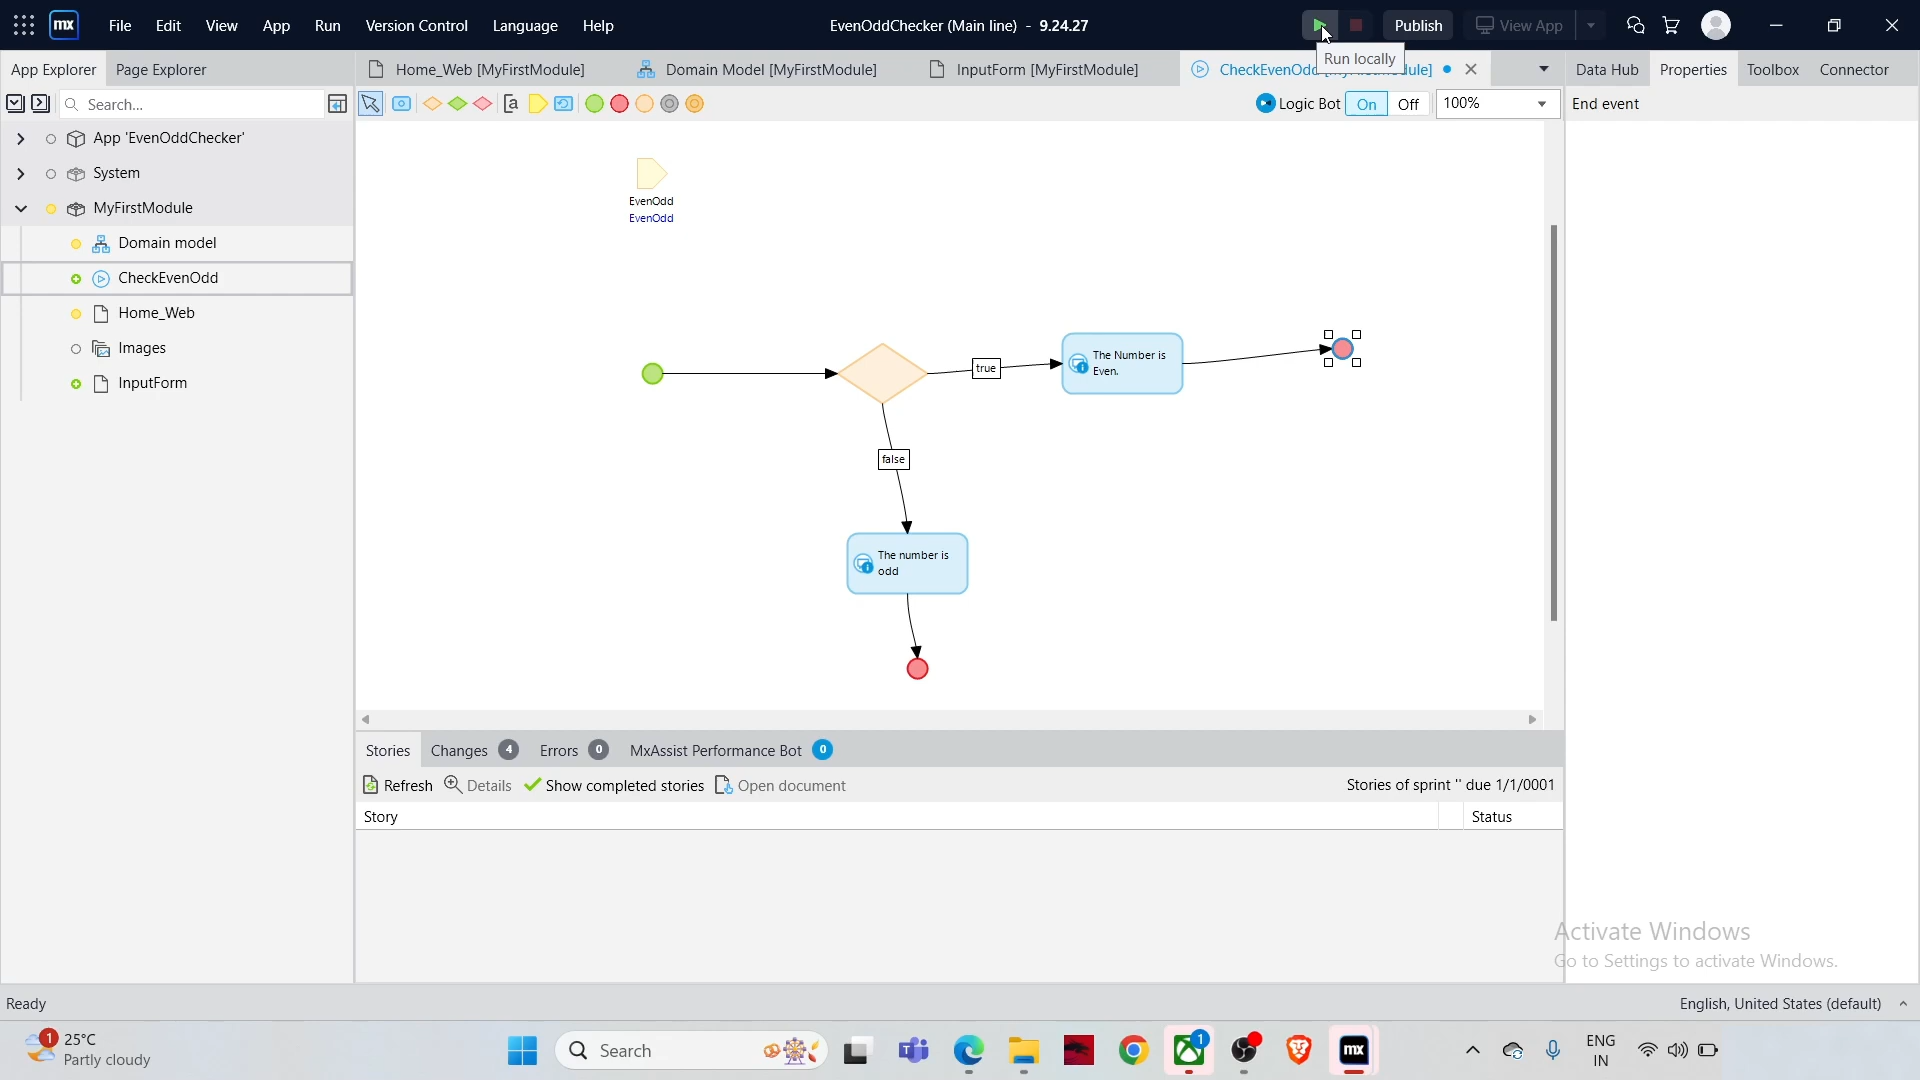 mx File Edit View App Run Version Control Language Help EvenOddChecker (Main line) - 9.24.27 Publish View App
Run locally
App Explorer Page Explorer Home_Web [MyFirstModule] Domain Model [MyFirstModule] InputForm [MyFirstModule] Data Hub Properties Toolbox Connector
Search... Logic Bot On Off 100% End event
App 'EvenOddChecker'
System
MyFirstModule
Domain model
CheckEvenOdd
Home_Web
Images
InputForm
EvenOdd
EvenOdd
true
The Number is
Even.
false
The number is
odd
Stories Changes 4 Errors 0 MxAssist Performance Bot 0
Refresh Details Show completed stories Open document Stories of sprint '' due 1/1/0001
Story Status
Activate Windows
Go to Settings to activate Windows.
Ready English, United States (default)
1 25°C
Partly cloudy
Search
1
mx
ENG
IN